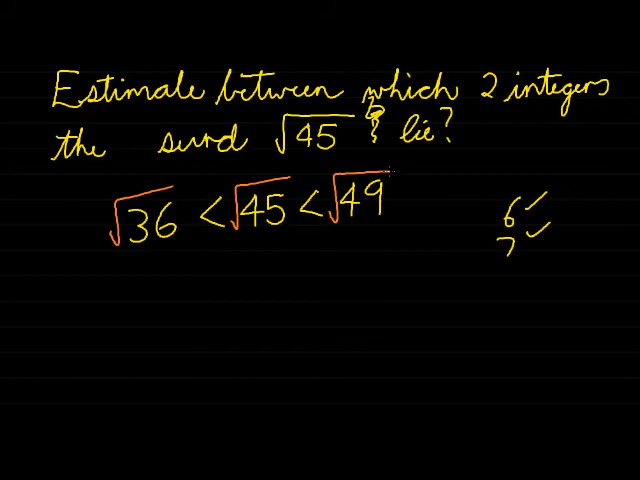 Estimate between which 2 integers
the surd √45 lie?
√36 < √45 < √49
6 ✓
7 ✓